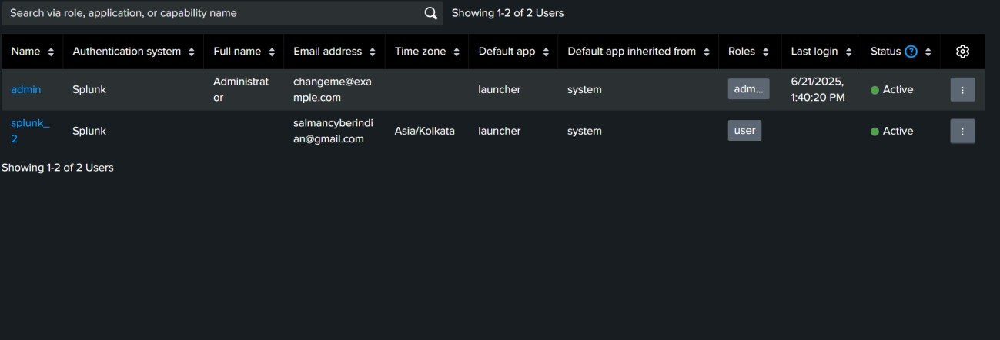 Search via role, application, or capability name
Showing 1-2 of 2 Users
Name Authentication system Full name Email address Time zone Default app Default app inherited from Roles Last login Status ?
admin Splunk Administrat changeme@exa launcher system adm... 6/21/2025, Active
or mple.com 1:40:20 PM
splunk_ Splunk salmancyberindi Asia/Kolkata launcher system user Active
2 an@gmail.com
Showing 1-2 of 2 Users